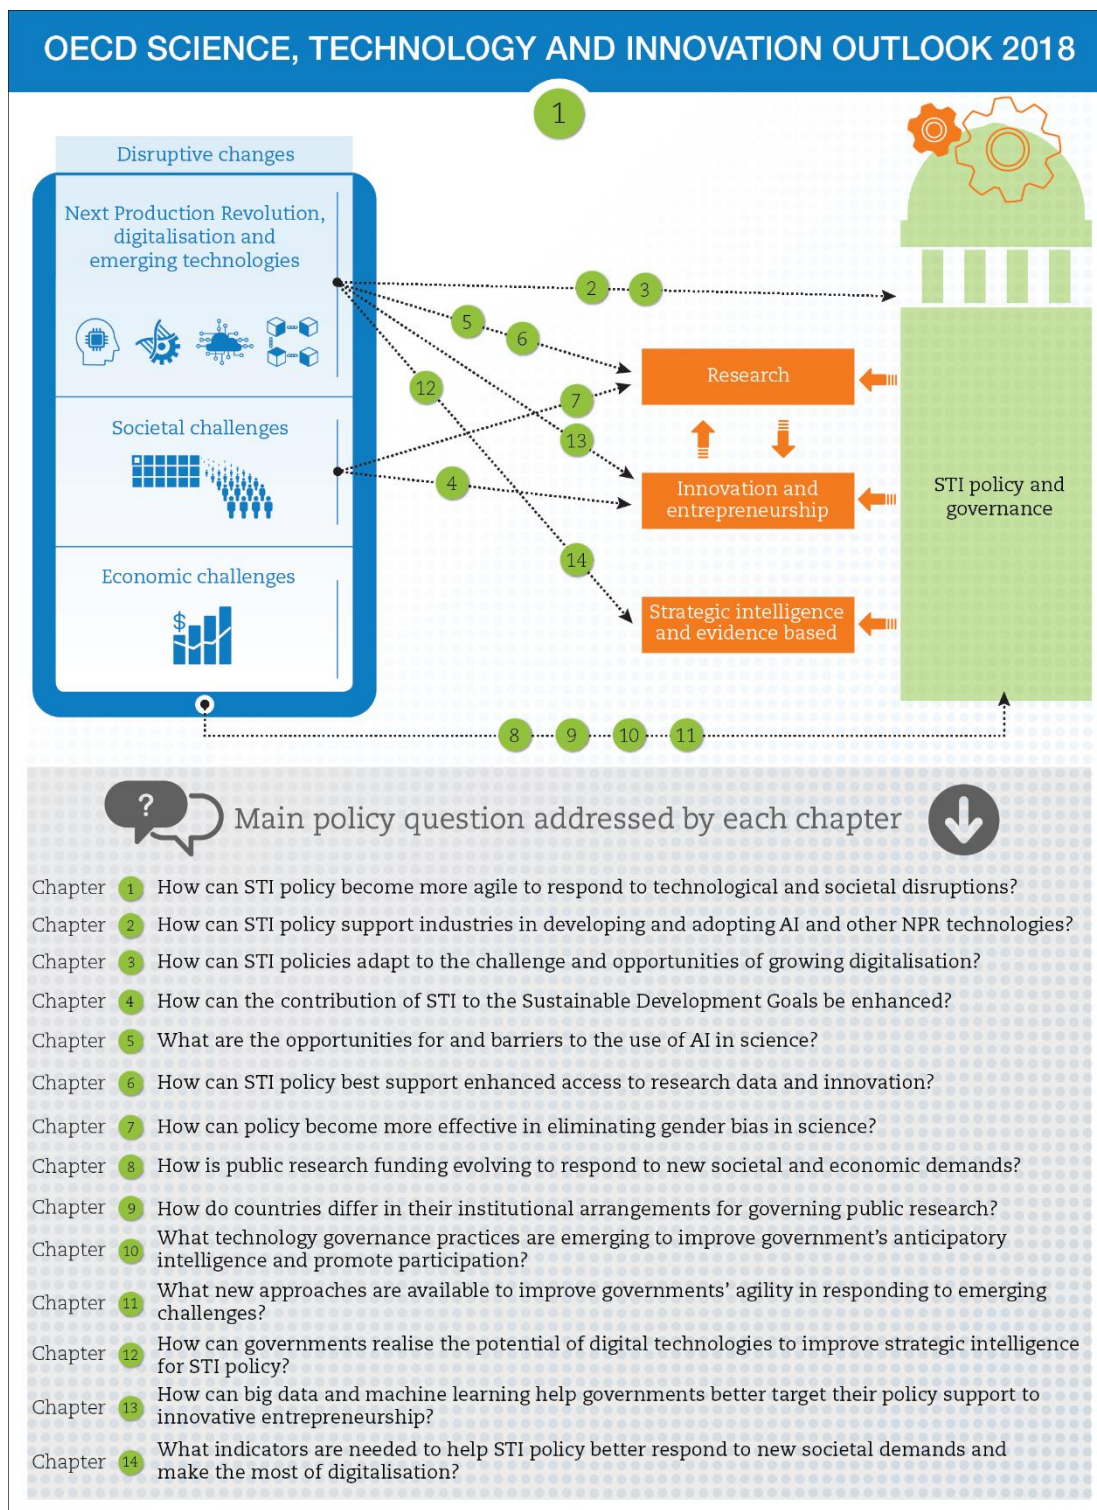 OECD SCIENCE, TECHNOLOGY AND INNOVATION OUTLOOK 2018
1
Disruptive changes
Next Production Revolution,
digitalisation and
emerging technologies
Societal challenges
Economic challenges
$
2
3
5
6
12
7
13
4
14
Research
Innovation and
entrepreneurship
Strategic intelligence
and evidence based
STI policy and
governance
8
9
10
11
?
Main policy question addressed by each chapter
Chapter 1 How can STI policy become more agile to respond to technological and societal disruptions?
Chapter 2 How can STI policy support industries in developing and adopting AI and other NPR technologies?
Chapter 3 How can STI policies adapt to the challenge and opportunities of growing digitalisation?
Chapter 4 How can the contribution of STI to the Sustainable Development Goals be enhanced?
Chapter 5 What are the opportunities for and barriers to the use of AI in science?
Chapter 6 How can STI policy best support enhanced access to research data and innovation?
Chapter 7 How can policy become more effective in eliminating gender bias in science?
Chapter 8 How is public research funding evolving to respond to new societal and economic demands?
Chapter 9 How do countries differ in their institutional arrangements for governing public research?
Chapter 10 What technology governance practices are emerging to improve government's anticipatory
intelligence and promote participation?
Chapter 11 What new approaches are available to improve governments' agility in responding to emerging
challenges?
Chapter 12 How can governments realise the potential of digital technologies to improve strategic intelligence
for STI policy?
Chapter 13 How can big data and machine learning help governments better target their policy support to
innovative entrepreneurship?
Chapter 14 What indicators are needed to help STI policy better respond to new societal demands and
make the most of digitalisation?